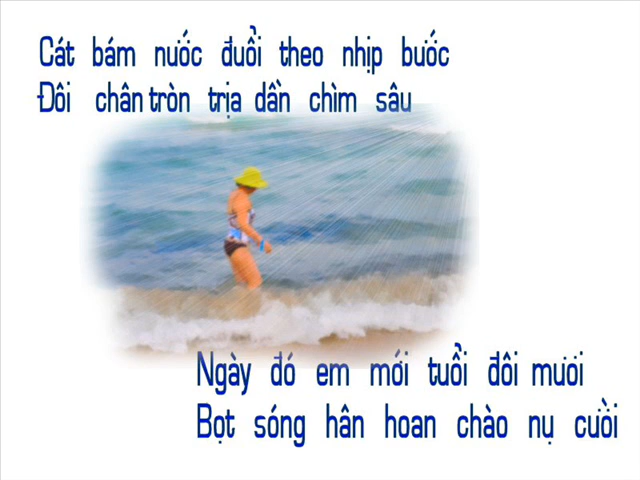 Cát bám nước đuổi theo nhịp bước
Đôi chân tròn trịa dần chìm sâu
Ngày đó em mới tuổi đôi mươi
Bọt sóng hân hoan chào nụ cười